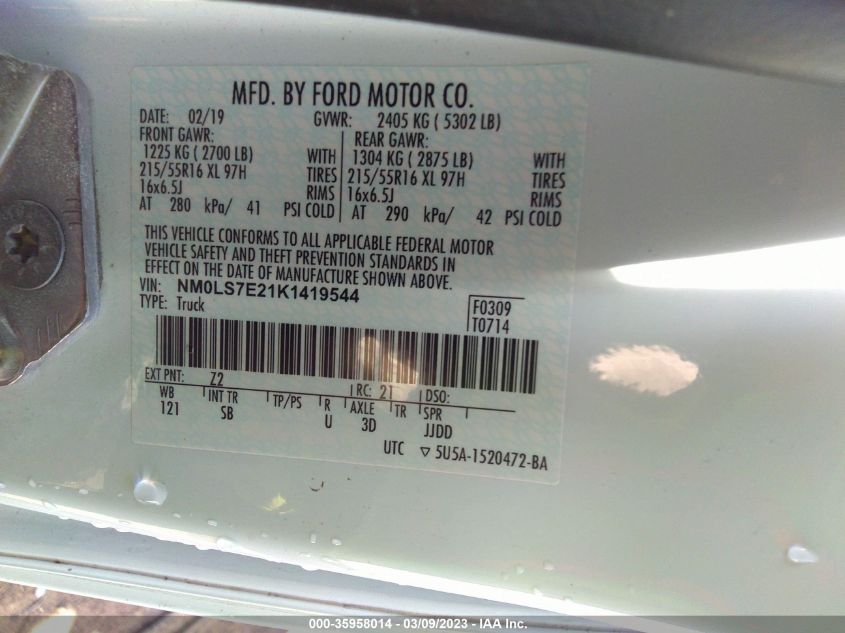 MFD. BY FORD MOTOR CO.
DATE: 02/19 GVWR: 2405 KG ( 5302 LB)
FRONT GAWR: REAR GAWR:
1225 KG ( 2700 LB) WITH 1304 KG ( 2875 LB) WITH
215/55R16 XL 97H TIRES 215/55R16 XL 97H TIRES
16x6.5J RIMS 16x6.5J RIMS
AT 280 kPa/ 41 PSI COLD AT 290 kPa/ 42 PSI COLD
THIS VEHICLE CONFORMS TO ALL APPLICABLE FEDERAL MOTOR
VEHICLE SAFETY AND THEFT PREVENTION STANDARDS IN
EFFECT ON THE DATE OF MANUFACTURE SHOWN ABOVE.
VIN: NM0LS7E21K1419544
TYPE: Truck
F0309
T0714
EXT PNT: Z2 RC: 21 DSO:
WB INT TR TP/PS R AXLE TR SPR
121 SB U 3D JJDD
UTC ▽ 5U5A-1520472-BA
000-35958014 - 03/09/2023 - IAA Inc.